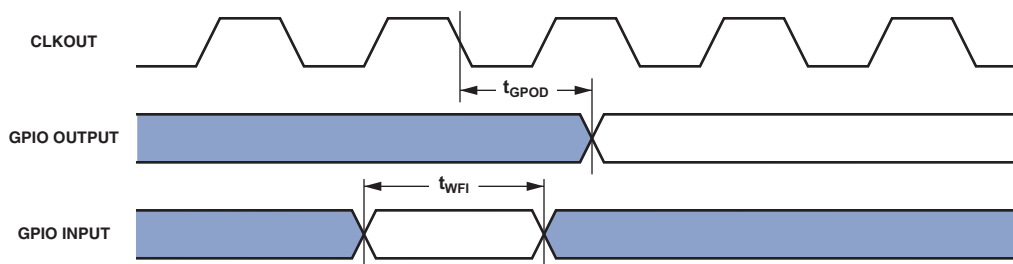 CLKOUT
tGPOD
GPIO OUTPUT
tWFI
GPIO INPUT